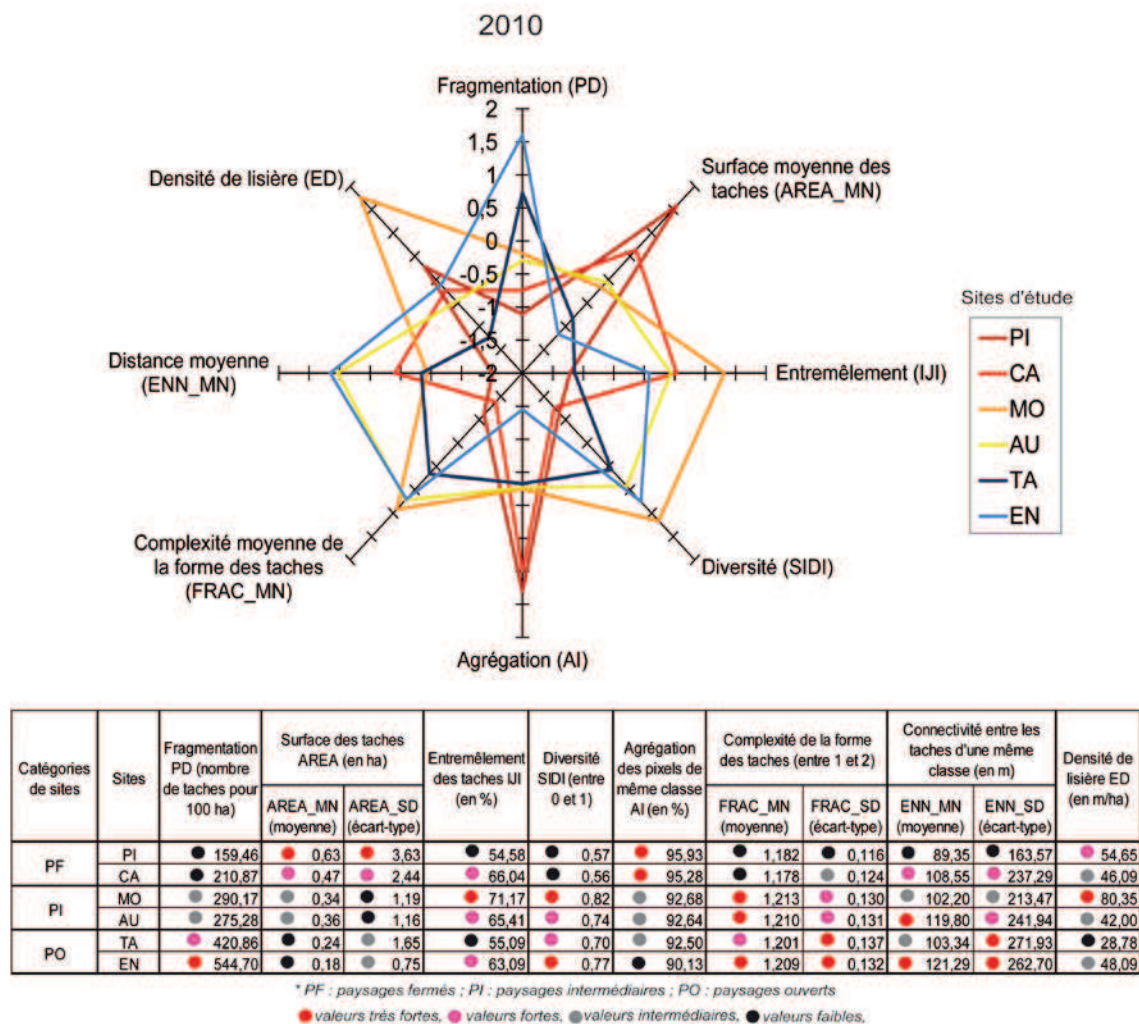 2010
Fragmentation (PD)
2
1,5
1
0,5
0
-0,5
-1
-1,5
-2
Surface moyenne des
taches (AREA_MN)
Densité de lisière (ED)
Distance moyenne
(ENN_MN)
Entremêlement (IJI)
Complexité moyenne de
la forme des taches
(FRAC_MN)
Diversité (SIDI)
Agrégation (AI)
Sites d'étude
PI
CA
MO
AU
TA
EN
Catégories de sites | Sites | Fragmentation PD (nombre de taches pour 100 ha) | Surface des taches AREA (en ha) | Entremêlement des taches IJI (en %) | Diversité SIDI (entre 0 et 1) | Agrégation des pixels de même classe AI (en %) | Complexité de la forme des taches (entre 1 et 2) | Connectivité entre les taches d'une même classe (en m) | Densité de lisière ED (en m/ha)
AREA_MN (moyenne) | AREA_SD (écart-type) | FRAC_MN (moyenne) | FRAC_SD (écart-type) | ENN_MN (moyenne) | ENN_SD (écart-type)
PF | PI | 159,46 | 0,63 | 3,63 | 54,58 | 0,57 | 95,93 | 1,182 | 0,116 | 89,35 | 163,57 | 54,65
CA | 210,87 | 0,47 | 2,44 | 66,04 | 0,56 | 95,28 | 1,178 | 0,124 | 108,55 | 237,29 | 46,09
PI | MO | 290,17 | 0,34 | 1,19 | 71,17 | 0,82 | 92,68 | 1,213 | 0,130 | 102,20 | 213,47 | 80,35
AU | 275,28 | 0,36 | 1,16 | 65,41 | 0,74 | 92,64 | 1,210 | 0,131 | 119,80 | 241,94 | 42,00
PO | TA | 420,86 | 0,24 | 1,65 | 55,09 | 0,70 | 92,50 | 1,201 | 0,137 | 103,34 | 271,93 | 28,78
EN | 544,70 | 0,18 | 0,75 | 63,09 | 0,77 | 90,13 | 1,209 | 0,132 | 121,29 | 262,70 | 48,09
* PF : paysages fermés ; PI : paysages intermédiaires ; PO : paysages ouverts
valeurs très fortes, valeurs fortes, valeurs intermédiaires, valeurs faibles,